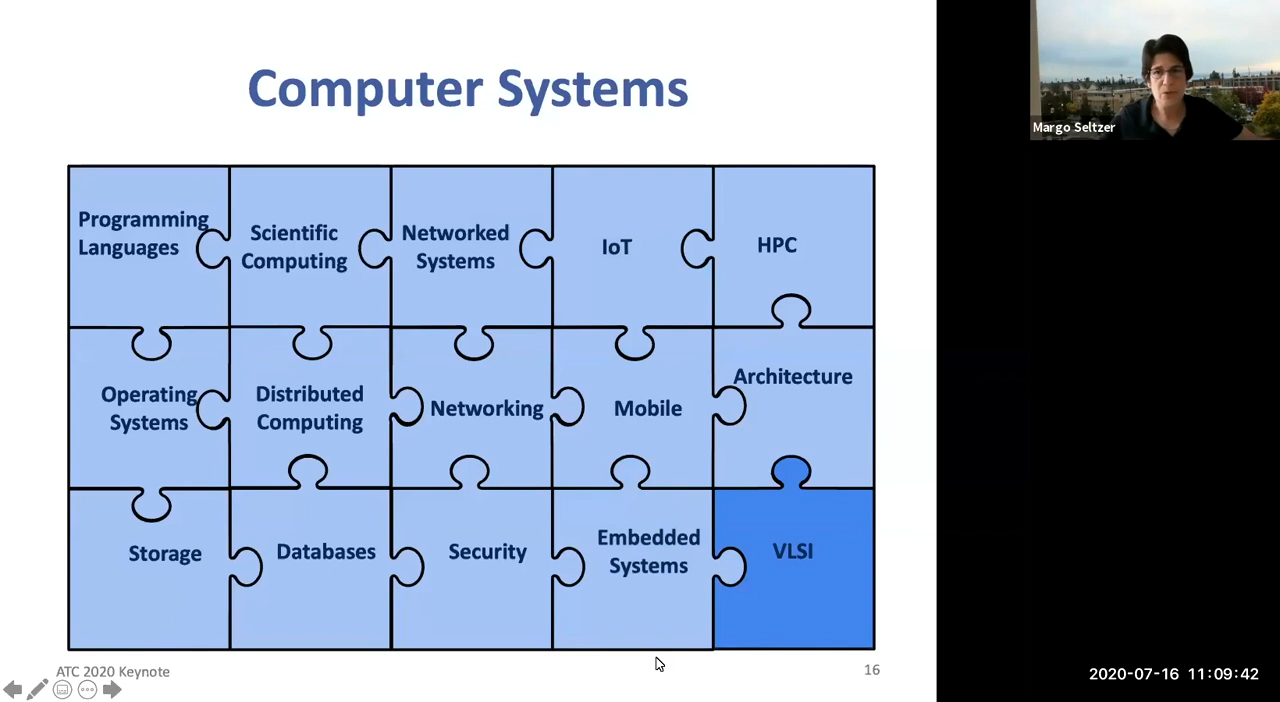 Computer Systems
Margo Seltzer
Programming
Languages
Scientific
Computing
Networked
Systems
IoT
HPC
Operating
Systems
Distributed
Computing
Networking
Mobile
Architecture
Storage
Databases
Security
Embedded
Systems
VLSI
ATC 2020 Keynote
16
2020-07-16 11:09:42